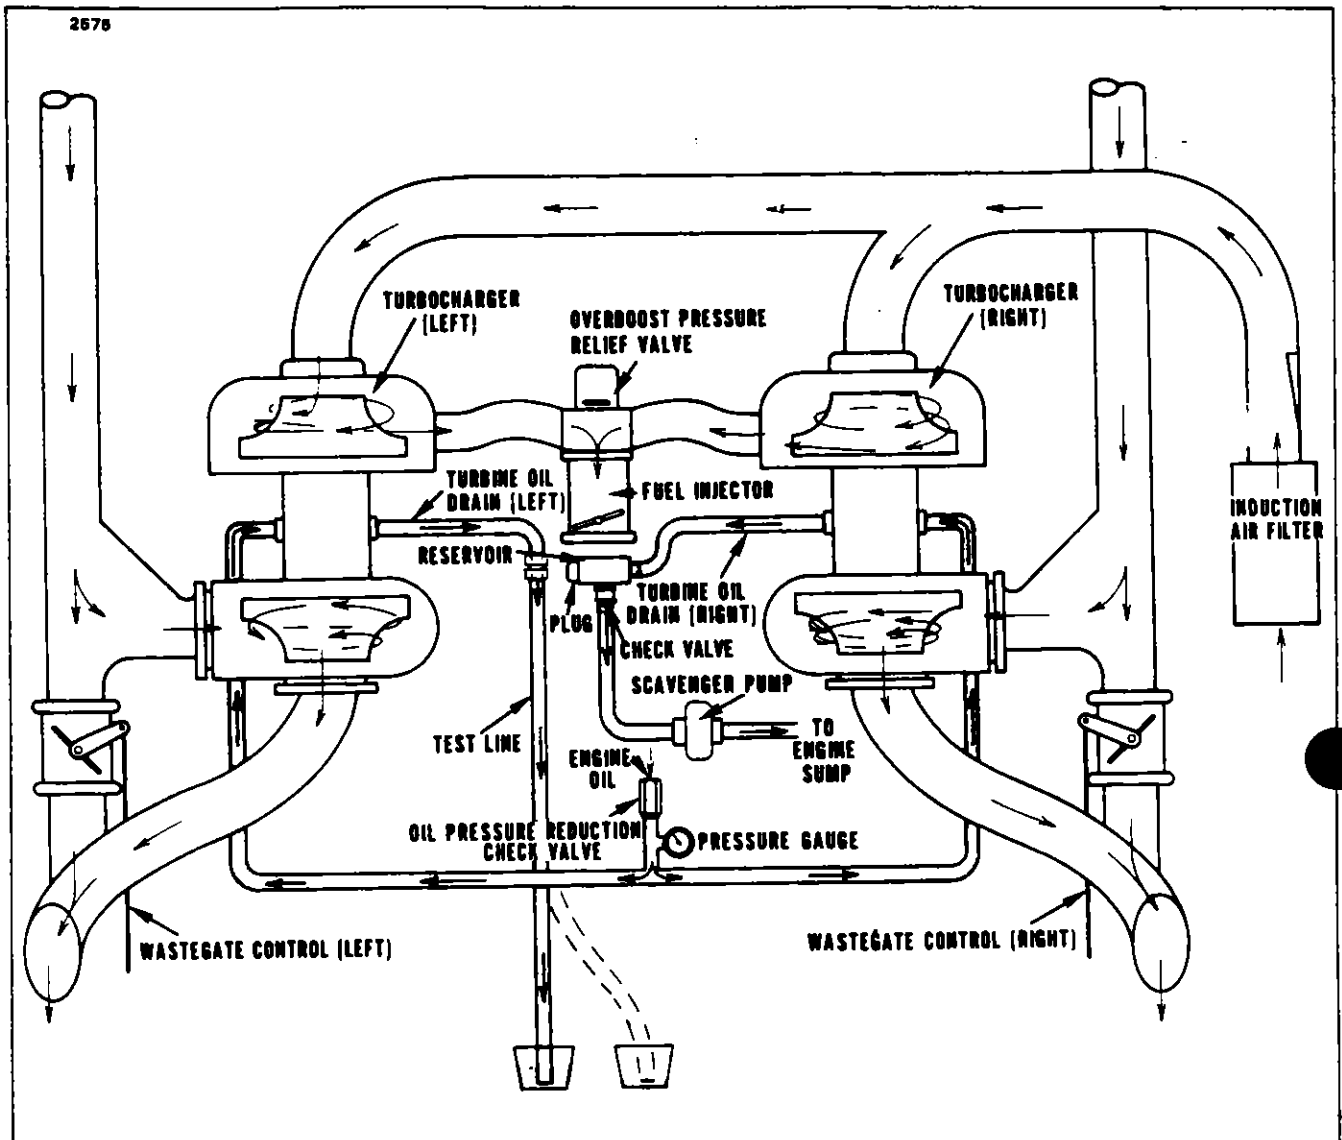 2575
TURBOCHARGER
(LEFT)
OVERBOOST PRESSURE
RELIEF VALVE
TURBOCHARGER
(RIGHT)
TURBINE OIL
DRAIN (LEFT)
FUEL INJECTOR
INDUCTION
AIR FILTER
RESERVOIR
PLUG
TURBINE OIL
DRAIN (RIGHT)
CHECK VALVE
SCAVENGER PUMP
TEST LINE
TO
ENGINE
SUMP
ENGINE
OIL
OIL PRESSURE REDUCTION
CHECK VALVE
PRESSURE GAUGE
WASTEGATE CONTROL (LEFT)
WASTEGATE CONTROL (RIGHT)